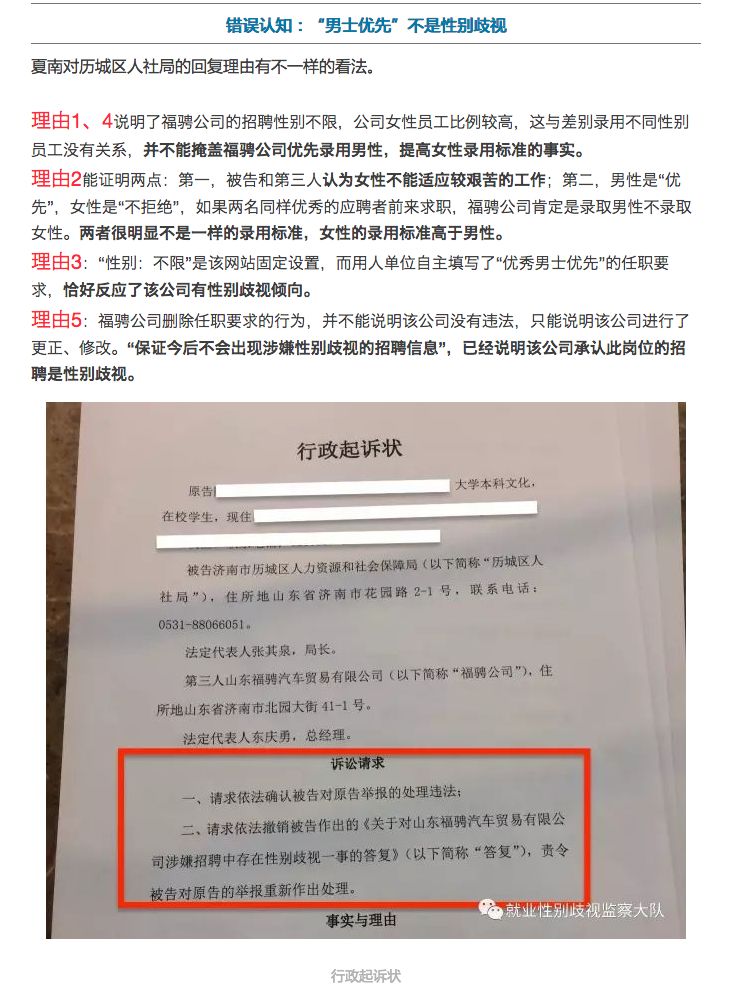 错误认知：“男士优先”不是性别歧视
夏南对历城区人社局的回复理由有不一样的看法。
理由1、4说明了福骋公司的招聘性别不限，公司女性员工比例较高，这与差别录用不同性别
员工没有关系，并不能掩盖福骋公司优先录用男性，提高女性录用标准的事实。
理由2能证明两点：第一，被告和第三人认为女性不能适应较艰苦的工作；第二，男性是“优
先”，女性是“不拒绝”，如果两名同样优秀的应聘者前来求职，福骋公司肯定是录取男性不录取
女性。两者很明显不是一样的录用标准，女性的录用标准高于男性。
理由3：“性别：不限”是该网站固定设置，而用人单位自主填写了“优秀男士优先”的任职要
求，恰好反应了该公司有性别歧视倾向。
理由5：福骋公司删除任职要求的行为，并不能说明该公司没有违法，只能说明该公司进行了
更正、修改。“保证今后不会出现涉嫌性别歧视的招聘信息”，已经说明该公司承认此岗位的招
聘是性别歧视。
行政起诉状
原告 大学本科文化，
在校学生，现住
被告济南市历城区人力资源和社会保障局（以下简称“历城区人
社局”），住所地山东省济南市花园路 2-1 号，联系电话：
0531-88066051。
法定代表人张其泉，局长。
第三人山东福骋汽车贸易有限公司（以下简称“福骋公司”），住
所地山东省济南市北园大街 41-1 号。
法定代表人东庆勇，总经理。
诉讼请求
一、请求依法确认被告对原告举报的处理违法；
二、请求依法撤销被告作出的《关于对山东福骋汽车贸易有限公
司涉嫌招聘中存在性别歧视一事的答复》（以下简称“答复”），责令
被告对原告的举报重新作出处理。
事实与理由
就业性别歧视监察大队
行政起诉状